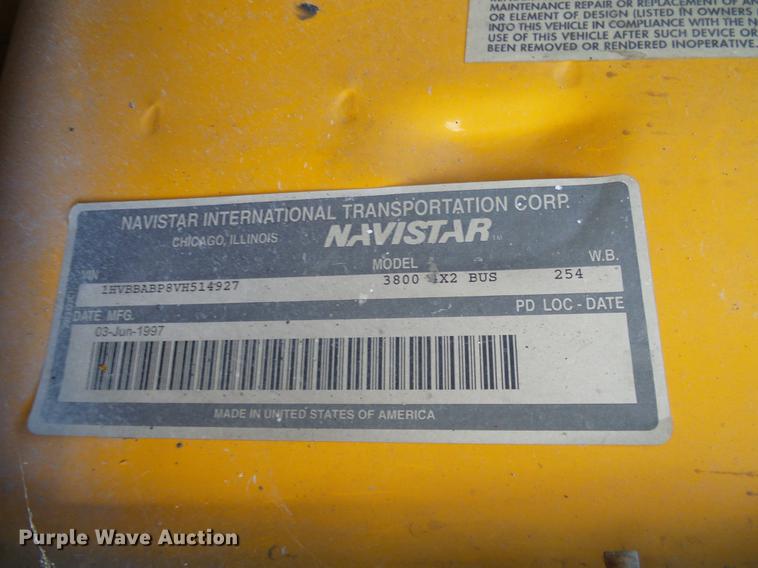 MAINTENANCE REPAIR OR REPLACEMENT OF AN
OR ELEMENT OF DESIGN (LISTED IN OWNERS
INTO THIS VEHICLE IN COMPLIANCE WITH THE N
USE OF THIS VEHICLE AFTER SUCH DEVICE OR
BEEN REMOVED OR RENDERED INOPERATIVE.
NAVISTAR INTERNATIONAL TRANSPORTATION CORP.
CHICAGO, ILLINOIS NAVISTAR TM
VIN MODEL W.B.
1HVBBABP8VH514927 3800 4X2 BUS 254
DATE MFG. PD LOC - DATE
03-Jun-1997
MADE IN UNITED STATES OF AMERICA
Purple Wave Auction